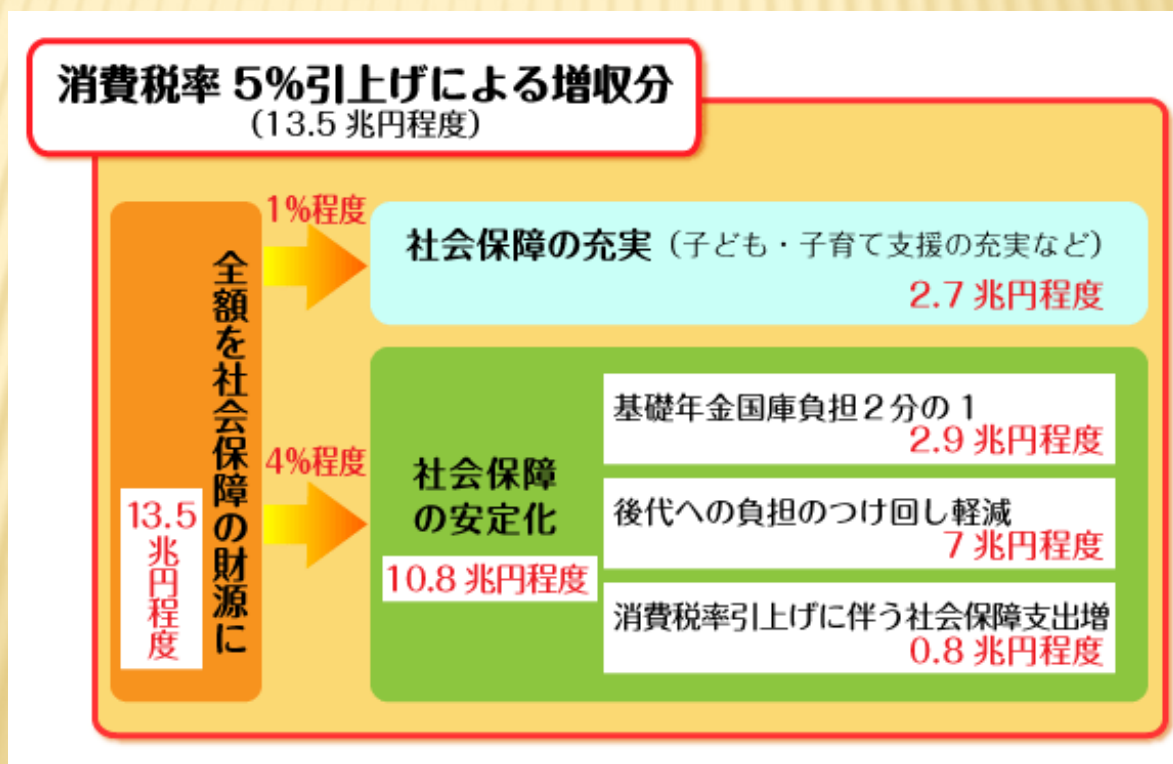 消費税率 5%引上げによる増収分
(13.5 兆円程度)
全額を社会保障の財源に
13.5
兆円程度
1%程度
社会保障の充実(子ども・子育て支援の充実など)
2.7 兆円程度
4%程度
社会保障
の安定化
10.8 兆円程度
基礎年金国庫負担2分の1
2.9 兆円程度
後代への負担のつけ回し軽減
7 兆円程度
消費税率引上げに伴う社会保障支出増
0.8 兆円程度